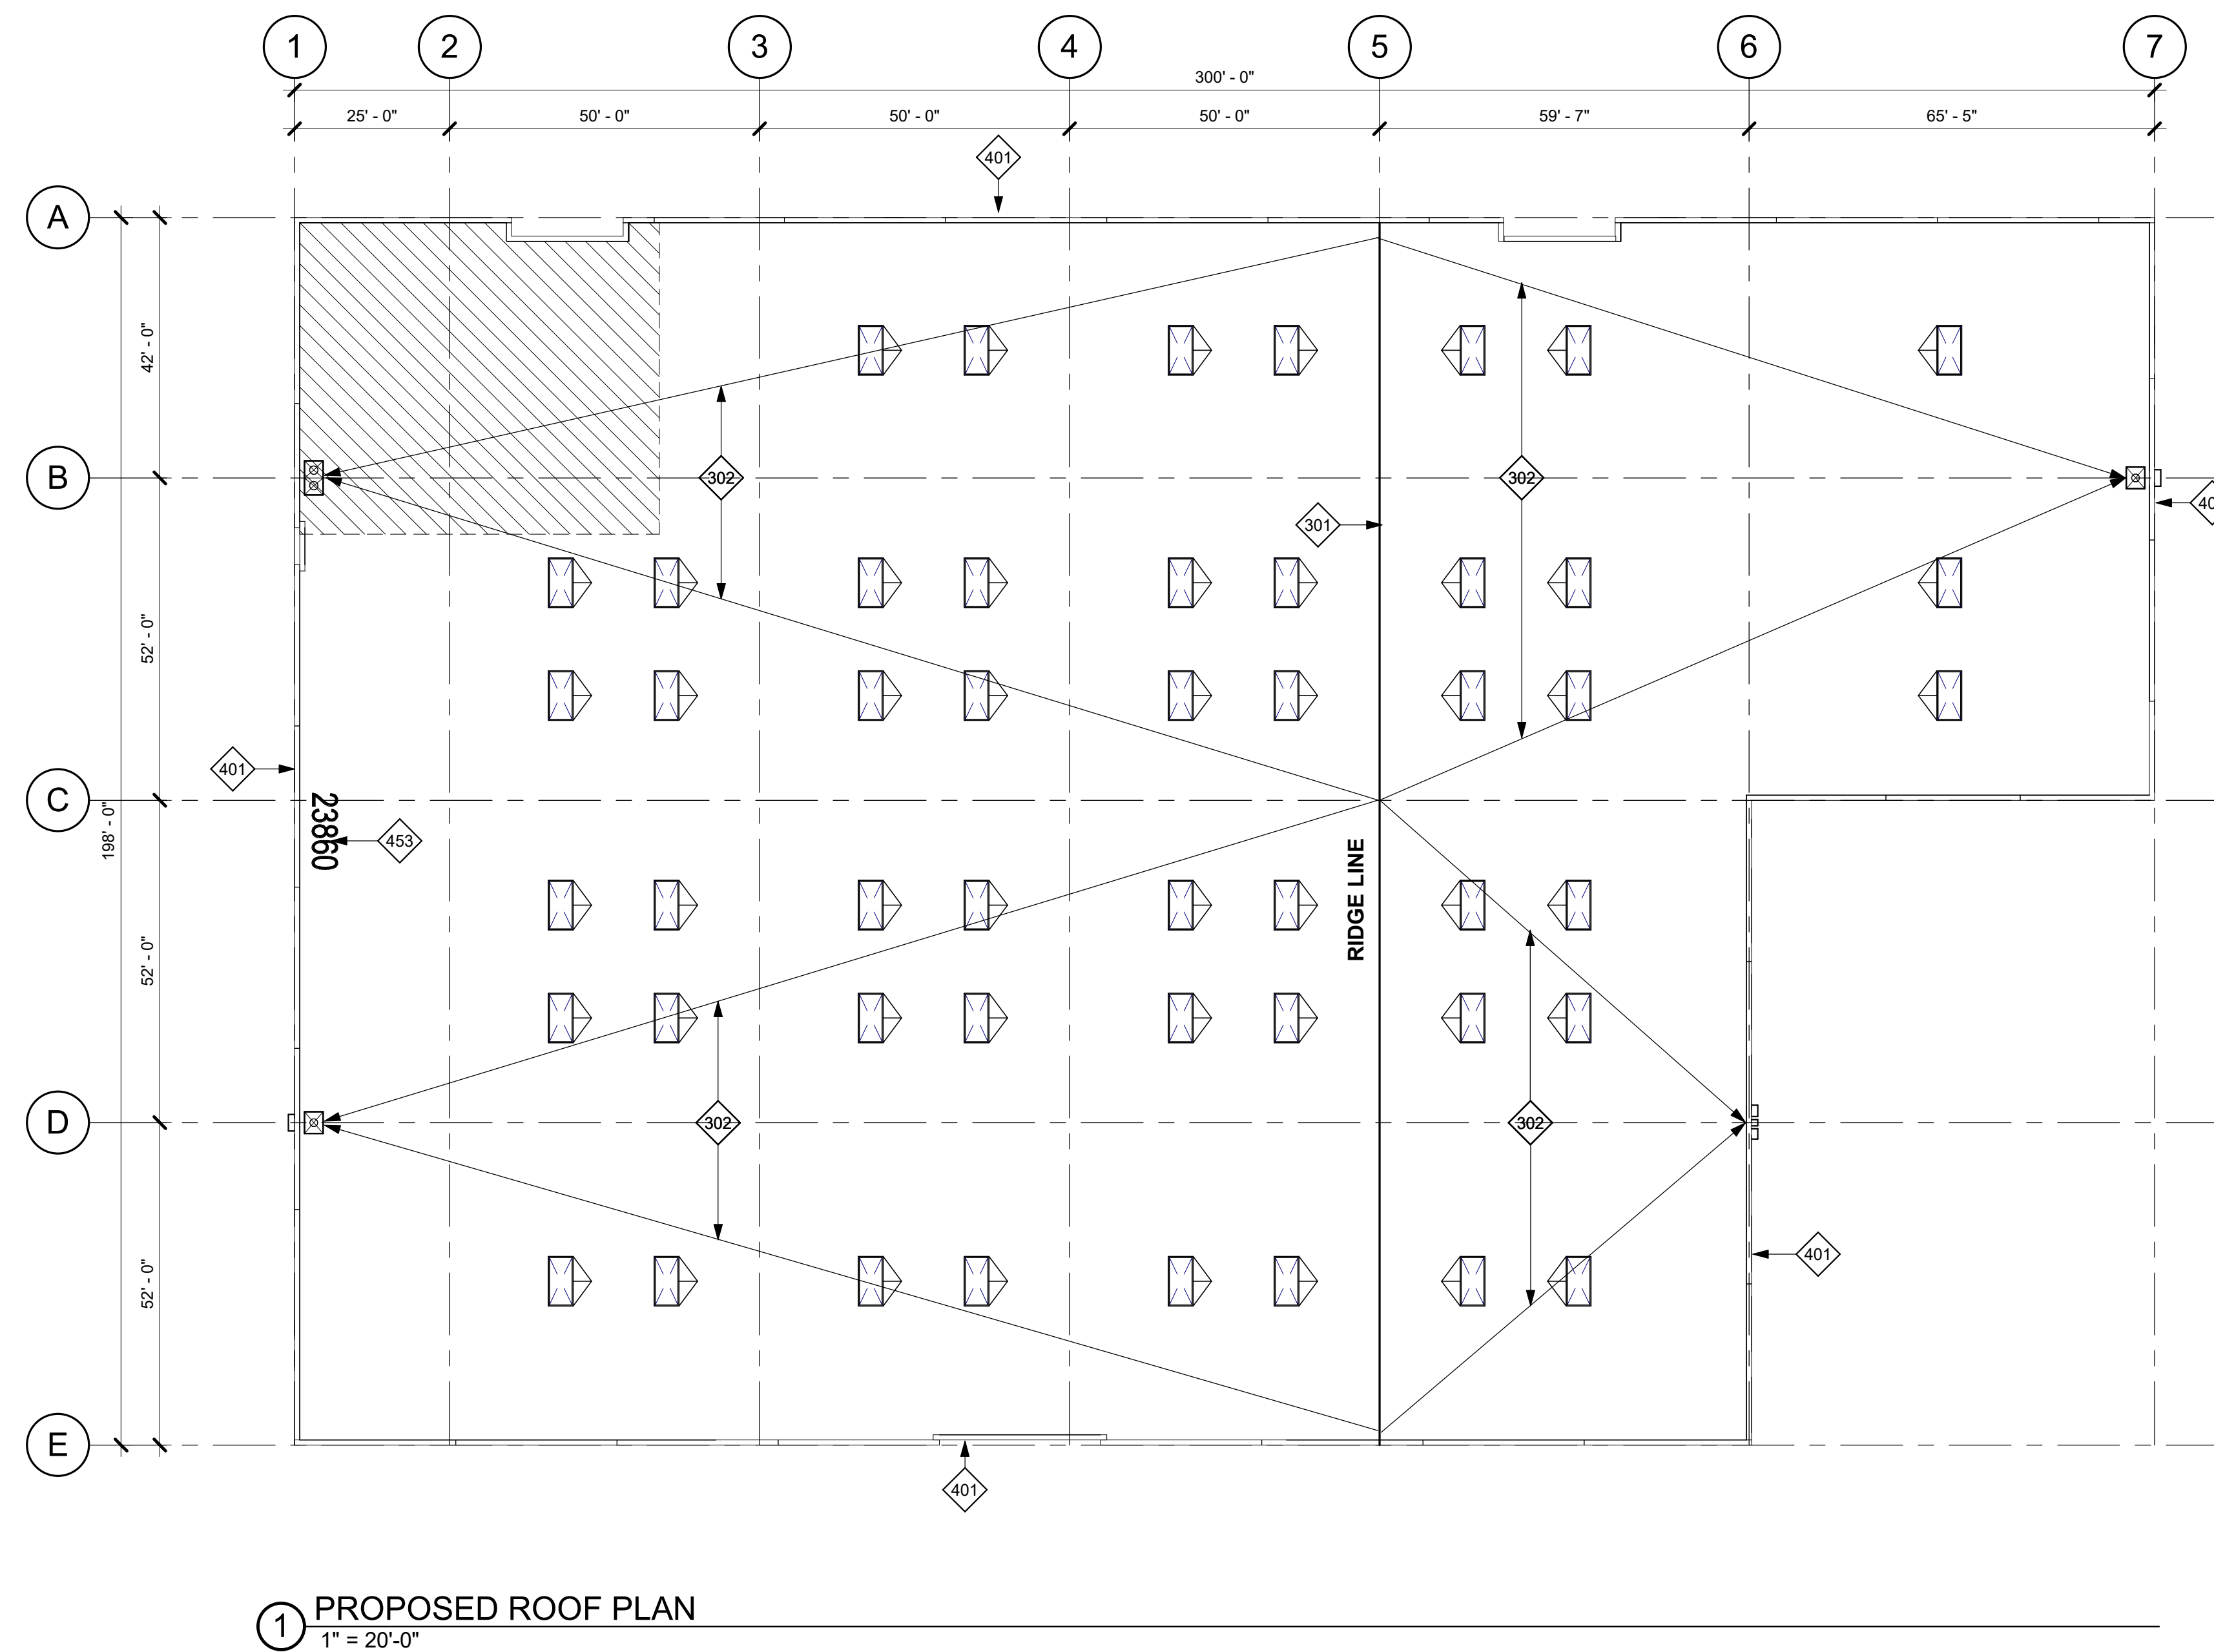 1 2 3 4 5 6 7
300' - 0"
25' - 0" 50' - 0" 50' - 0" 50' - 0" 59' - 7" 65' - 5"
401
A
42' - 0"
B
302
302
301
40
52' - 0"
401
C
198' - 0"
23860
453
RIDGE LINE
52' - 0"
D
302
302
401
52' - 0"
E
401
1 PROPOSED ROOF PLAN
1" = 20'-0"